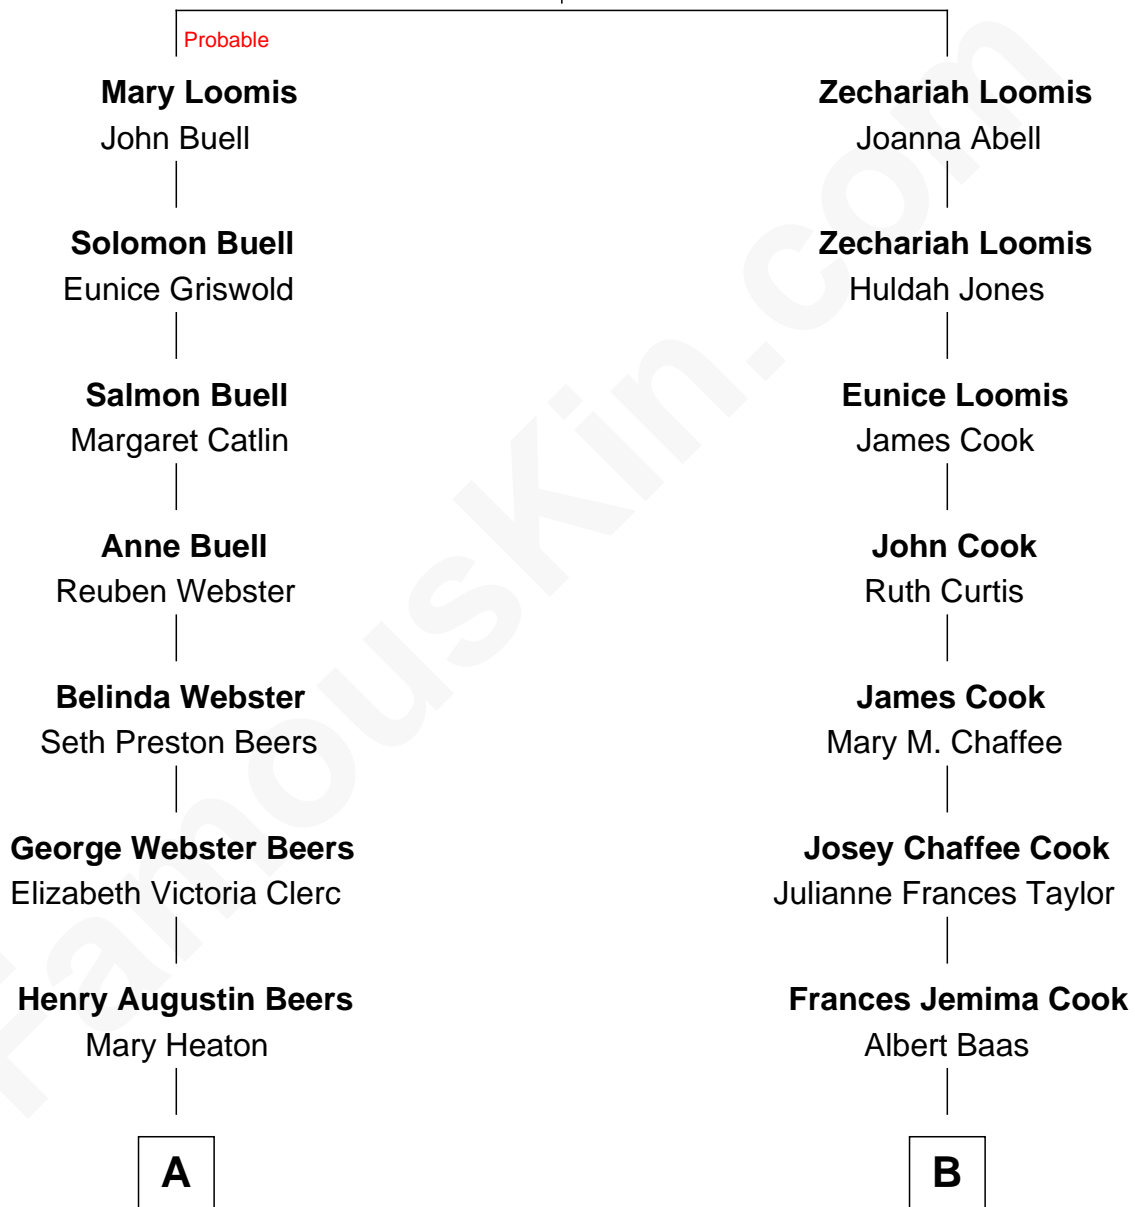 Probable
Mary Loomis
John Buell
Zechariah Loomis
Joanna Abell
Solomon Buell
Eunice Griswold
Zechariah Loomis
Huldah Jones
Salmon Buell
Margaret Catlin
Eunice Loomis
James Cook
Anne Buell
Reuben Webster
John Cook
Ruth Curtis
Belinda Webster
Seth Preston Beers
James Cook
Mary M. Chaffee
George Webster Beers
Elizabeth Victoria Clerc
Josey Chaffee Cook
Julianne Frances Taylor
Henry Augustin Beers
Mary Heaton
Frances Jemima Cook
Albert Baas
A
B
FamousKin.com